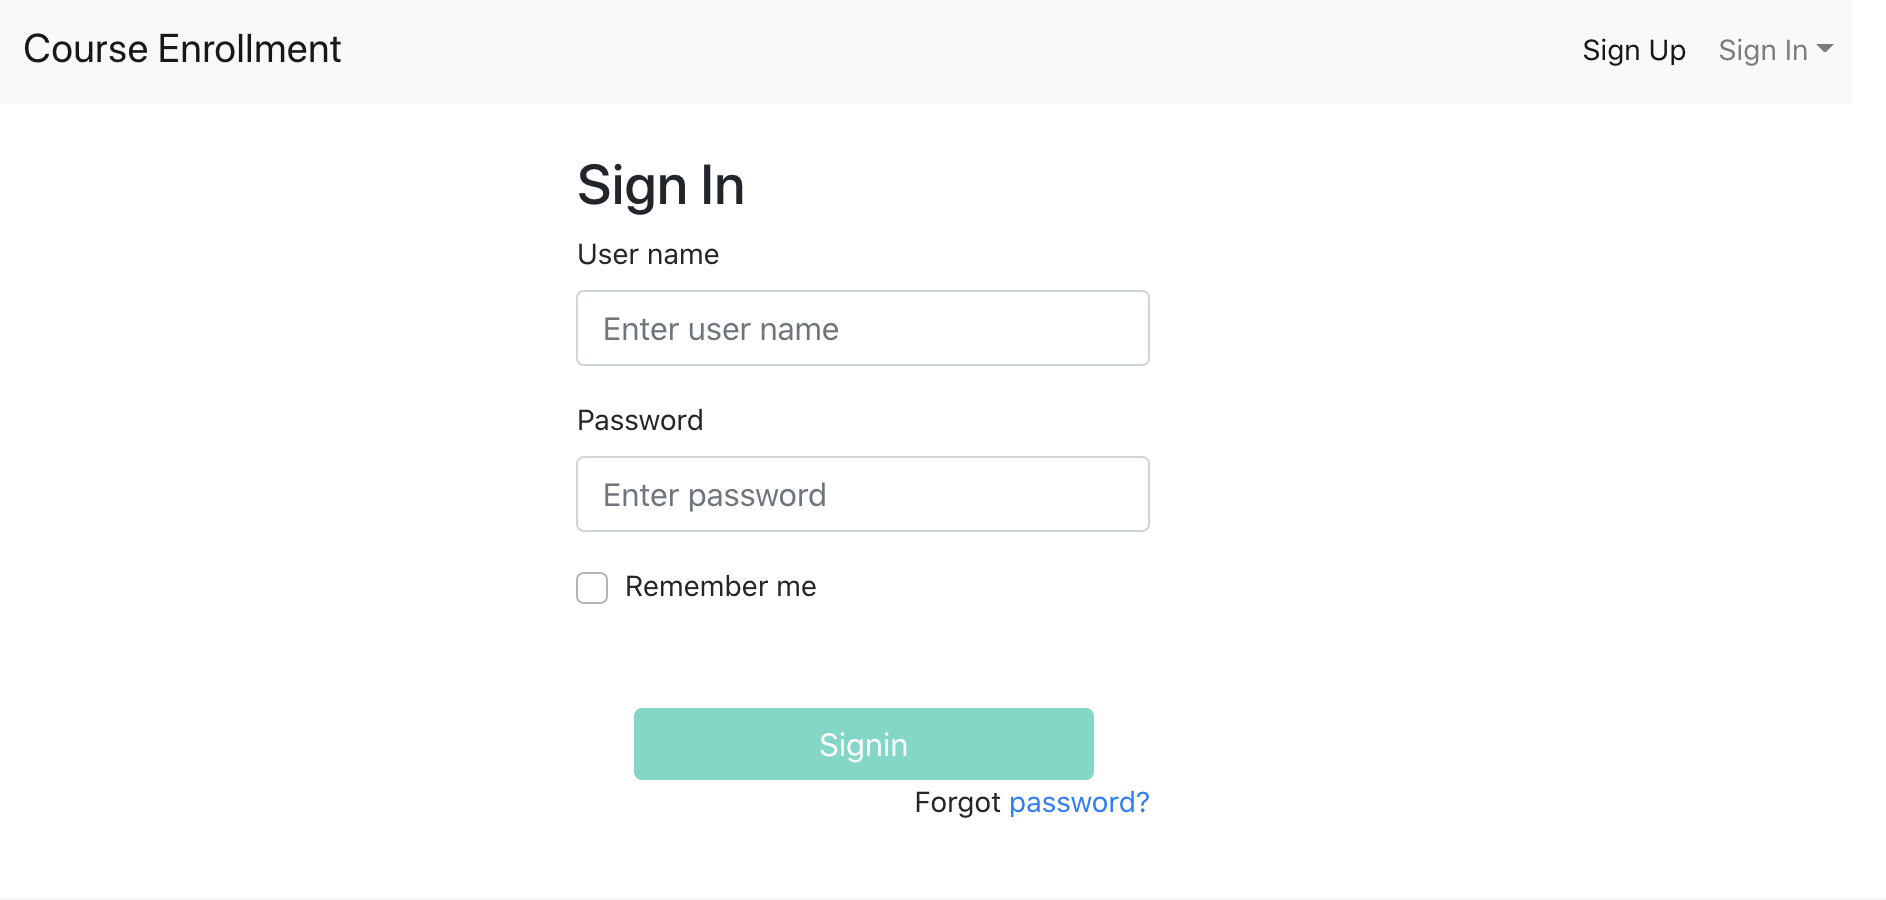 Course Enrollment
Sign Up
Sign In
Sign In
User name
Enter user name
Password
Enter password
Remember me
Signin
Forgot password?